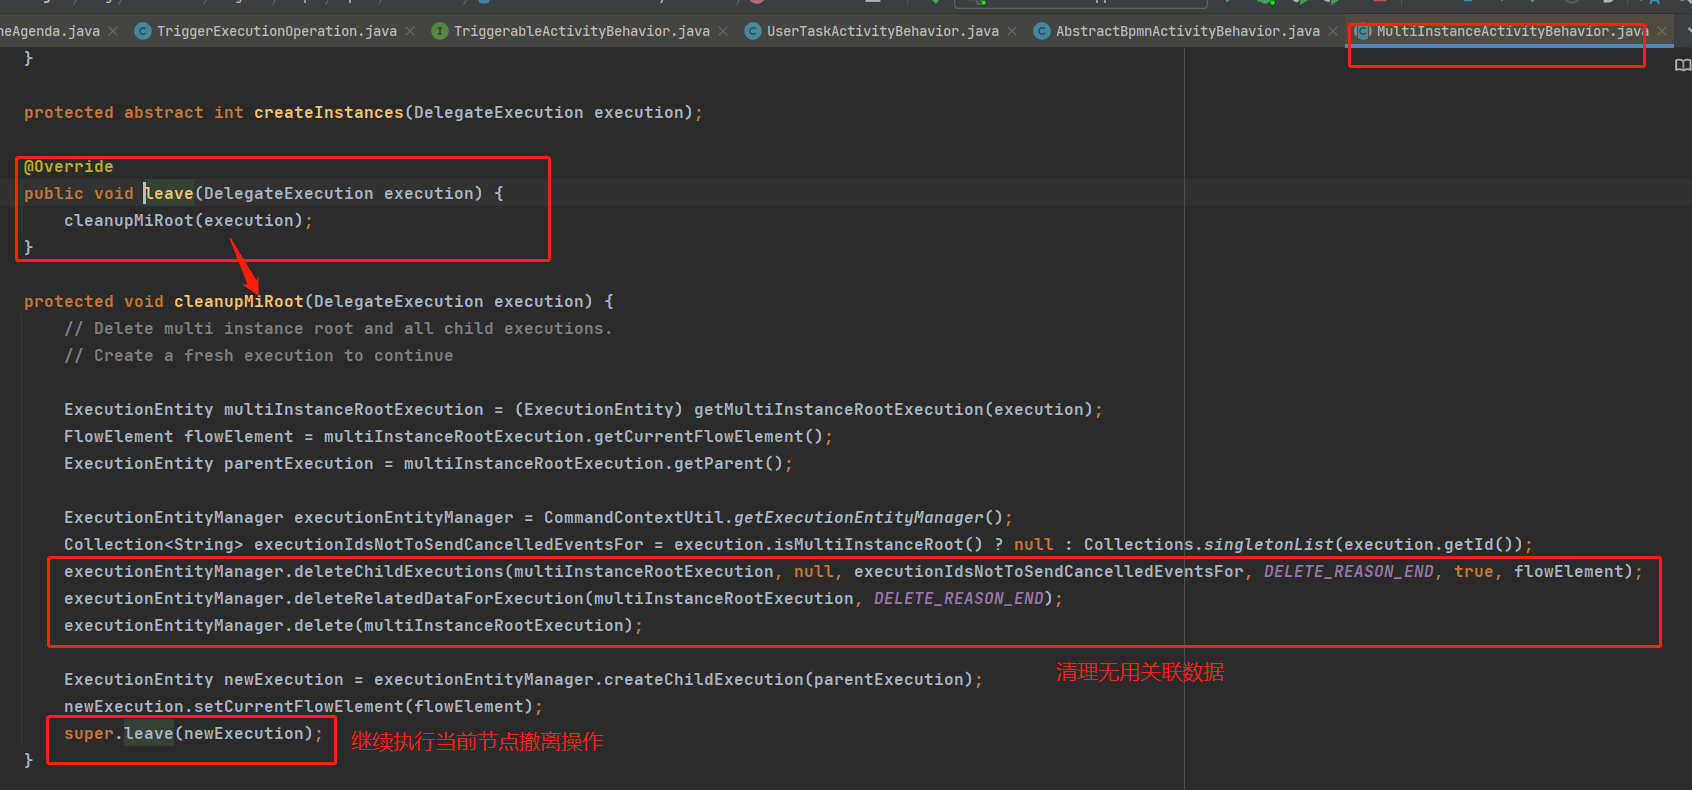 neAgenda.java
TriggerExecutionOperation.java
TriggerableActivityBehavior.java
UserTaskActivityBehavior.java
AbstractBpmnActivityBehavior.java
MultiInstanceActivityBehavior.java
}
protected abstract int createInstances(DelegateExecution execution);
@Override
public void leave(DelegateExecution execution) {
cleanupMiRoot(execution);
}
protected void cleanupMiRoot(DelegateExecution execution) {
// Delete multi instance root and all child executions.
// Create a fresh execution to continue
ExecutionEntity multiInstanceRootExecution = (ExecutionEntity) getMultiInstanceRootExecution(execution);
FlowElement flowElement = multiInstanceRootExecution.getCurrentFlowElement();
ExecutionEntity parentExecution = multiInstanceRootExecution.getParent();
ExecutionEntityManager executionEntityManager = CommandContextUtil.getExecutionEntityManager();
Collection<String> executionIdsNotToSendCancelledEventsFor = execution.isMultiInstanceRoot() ? null : Collections.singletonList(execution.getId());
executionEntityManager.deleteChildExecutions(multiInstanceRootExecution, null, executionIdsNotToSendCancelledEventsFor, DELETE_REASON_END, true, flowElement);
executionEntityManager.deleteRelatedDataForExecution(multiInstanceRootExecution, DELETE_REASON_END);
executionEntityManager.delete(multiInstanceRootExecution);
清理无用关联数据
ExecutionEntity newExecution = executionEntityManager.createChildExecution(parentExecution);
newExecution.setCurrentFlowElement(flowElement);
super.leave(newExecution);
继续执行当前节点撤离操作
}